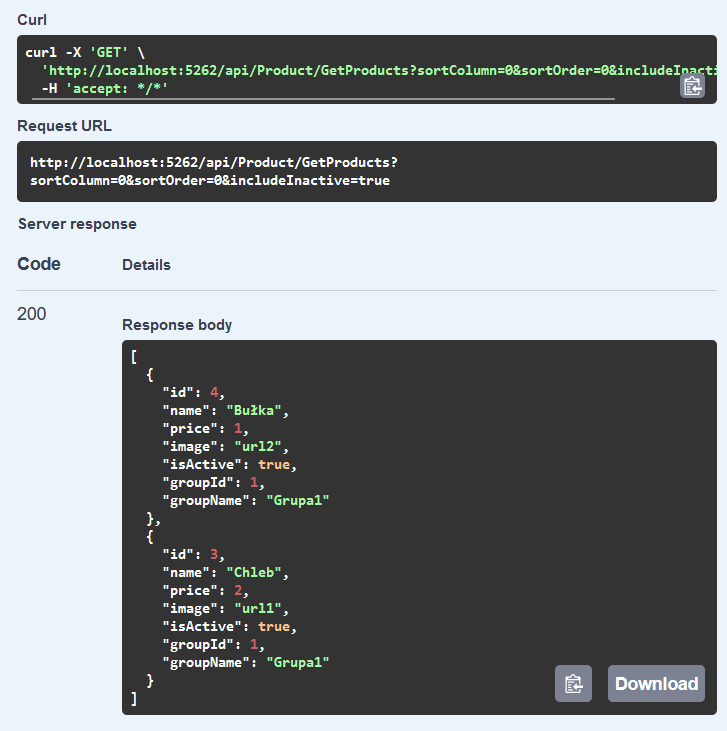 Curl
curl -X 'GET' \
'http://localhost:5262/api/Product/GetProducts?sortColumn=0&sortOrder=0&includeInacti
-H 'accept: */*'
Request URL
http://localhost:5262/api/Product/GetProducts?
sortColumn=0&sortOrder=0&includeInactive=true
Server response
Code Details
200
Response body
[
{
"id": 4,
"name": "Bułka",
"price": 1,
"image": "url2",
"isActive": true,
"groupId": 1,
"groupName": "Grupa1"
},
{
"id": 3,
"name": "Chleb",
"price": 2,
"image": "url1",
"isActive": true,
"groupId": 1,
"groupName": "Grupa1"
}
]
Download